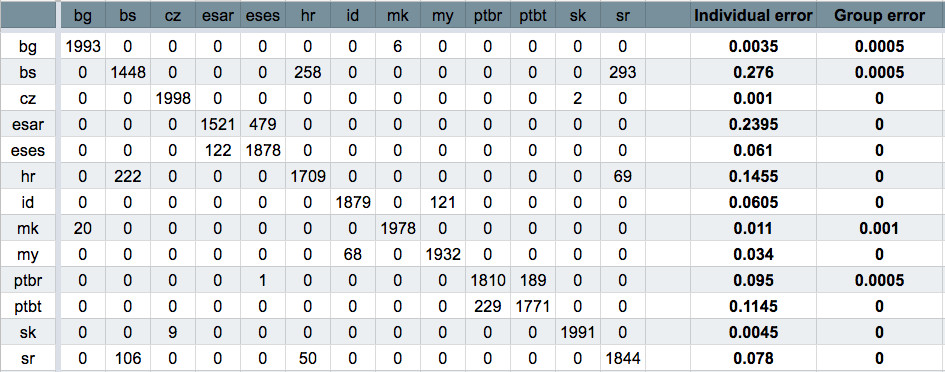 bg bs cz esar eses hr id mk my ptbr ptbt sk sr Individual error Group error
bg 1993 0 0 0 0 0 0 6 0 0 0 0 0 0.0035 0.0005
bs 0 1448 0 0 0 258 0 0 0 0 0 0 293 0.276 0.0005
cz 0 0 1998 0 0 0 0 0 0 0 0 2 0 0.001 0
esar 0 0 0 1521 479 0 0 0 0 0 0 0 0 0.2395 0
eses 0 0 0 122 1878 0 0 0 0 0 0 0 0 0.061 0
hr 0 222 0 0 0 1709 0 0 0 0 0 0 69 0.1455 0
id 0 0 0 0 0 0 1879 0 121 0 0 0 0 0.0605 0
mk 20 0 0 0 0 0 0 1978 0 0 0 0 0 0.011 0.001
my 0 0 0 0 0 0 68 0 1932 0 0 0 0 0.034 0
ptbr 0 0 0 0 1 0 0 0 0 1810 189 0 0 0.095 0.0005
ptbt 0 0 0 0 0 0 0 0 0 229 1771 0 0 0.1145 0
sk 0 0 9 0 0 0 0 0 0 0 0 1991 0 0.0045 0
sr 0 106 0 0 0 50 0 0 0 0 0 0 1844 0.078 0